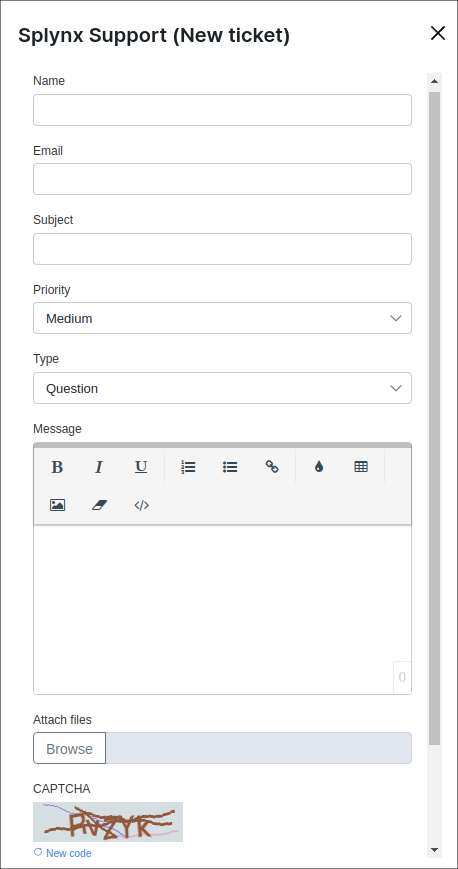 Splynx Support (New ticket)
Name
Email
Subject
Priority
Medium
Type
Question
Message
B I U
</>
0
Attach files
Browse
CAPTCHA
New code